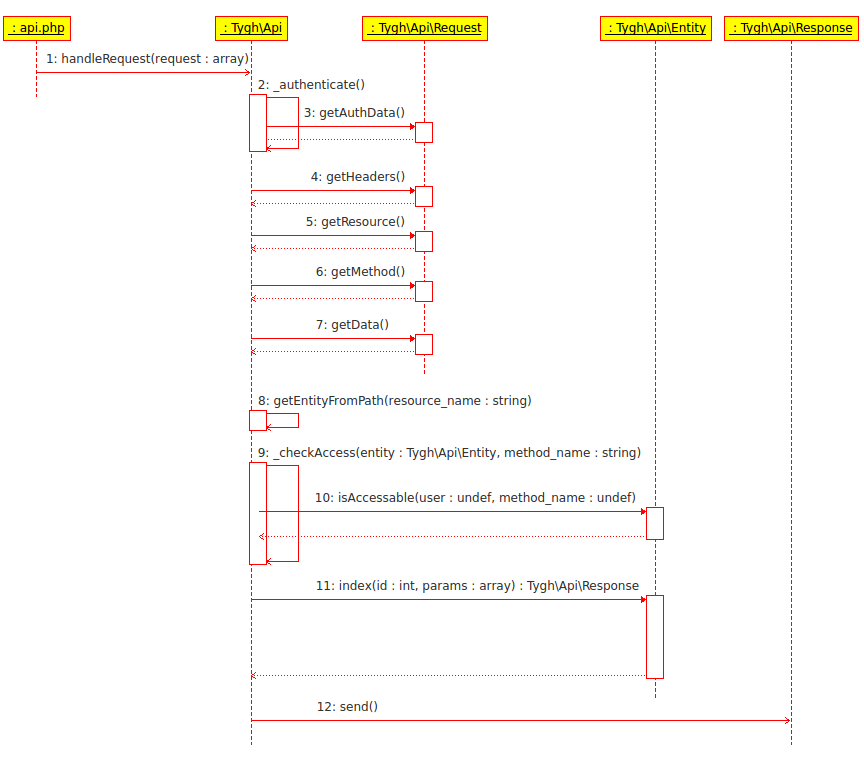 : api.php
: Tygh\Api
: Tygh\Api\Request
: Tygh\Api\Entity
: Tygh\Api\Response
1: handleRequest(request : array)
2: _authenticate()
3: getAuthData()
4: getHeaders()
5: getResource()
6: getMethod()
7: getData()
8: getEntityFromPath(resource_name : string)
9: _checkAccess(entity : Tygh\Api\Entity, method_name : string)
10: isAccessable(user : undef, method_name : undef)
11: index(id : int, params : array) : Tygh\Api\Response
12: send()